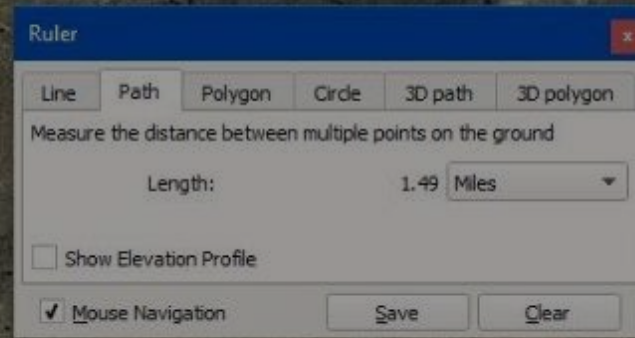 Ruler
x
Line Path Polygon Circle 3D path 3D polygon
Measure the distance between multiple points on the ground
Length: 1.49 Miles
Show Elevation Profile
Mouse Navigation Save Clear